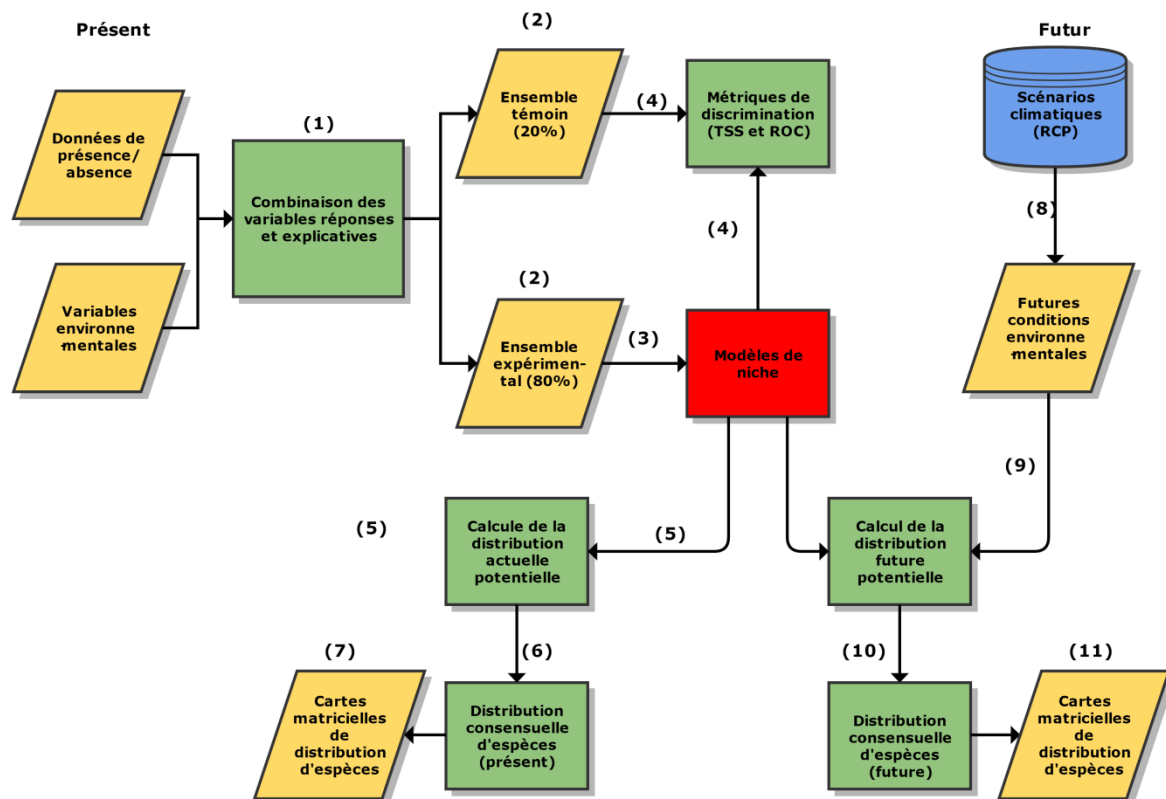 Présent
(2)
Futur
Données de
présence/
absence
(1)
Combinaison des
variables réponses
et explicatives
Variables
environne
-mentales
Ensemble
témoin
(20%)
(4)
Métriques de
discrimination
(TSS et ROC)
Scénarios
climatiques
(RCP)
(4)
(8)
(2)
Ensemble
expérimen-
tal (80%)
(3)
Modèles de
niche
Futures
conditions
environne
-mentales
(9)
(5)
Calcule de la
distribution
actuelle
potentielle
(5)
Calcul de la
distribution
future
potentielle
(7)
(6)
(10)
(11)
Cartes
matricielles
de
distribution
d'espèces
Distribution
consensuelle
d'espèces
(présent)
Distribution
consensuelle
d'espèces
(future)
Cartes
matricielles
de
distribution
d'espèces